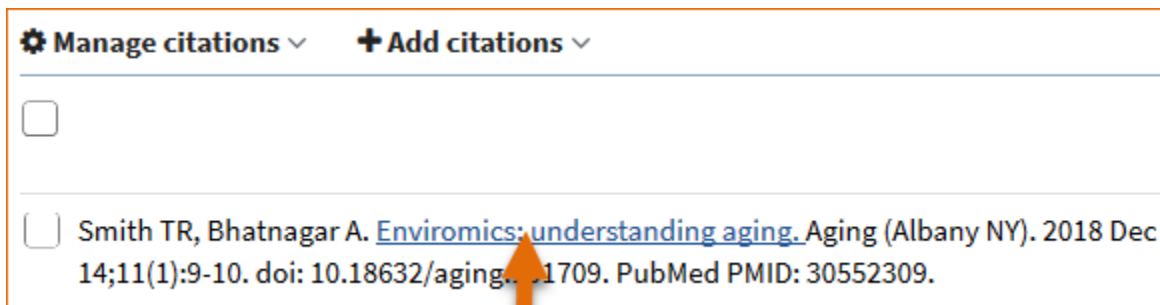 Manage citations Add citations
Smith TR, Bhatnagar A. Enviromics: understanding aging. Aging (Albany NY). 2018 Dec
14;11(1):9-10. doi: 10.18632/aging. 1709. PubMed PMID: 30552309.